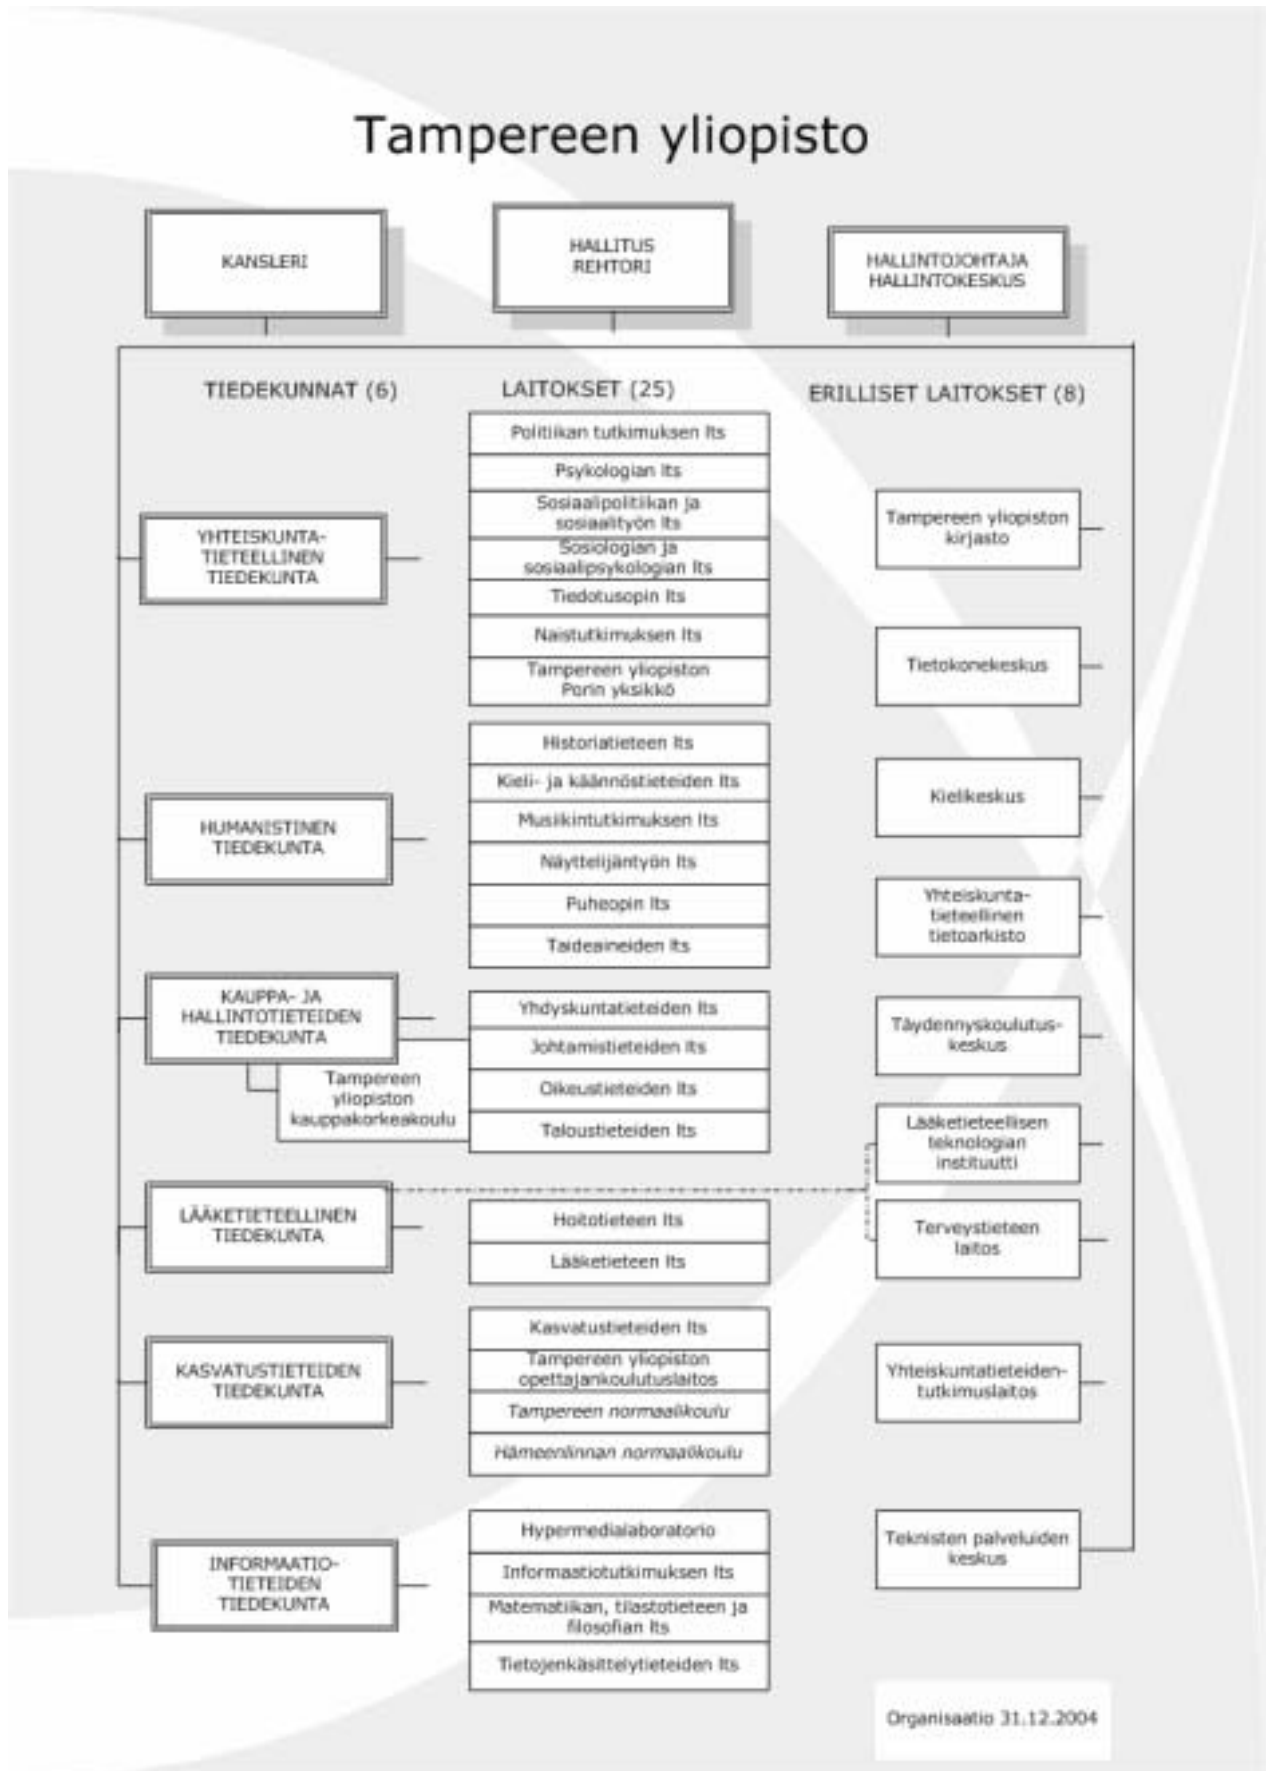 Tampereen yliopisto
KANSLERI
HALLITUS
REHTORI
HALLINTOJOHTAJA
HALLINTOKESKUS
TIEDEKUNNAT (6)
LAITOKSET (25)
ERILLISET LAITOKSET (8)
YHTEISKUNTA-
TIETEELLINEN
TIEDEKUNTA
Politiikan tutkimuksen lts
Psykologian lts
Sosiaalipolitiikan ja
sosiaalityön lts
Sosiologian ja
sosiaalipsykologian lts
Tiedotusopin lts
Naistutkimuksen lts
Tampereen yliopiston
Porin yksikkö
HUMANISTINEN
TIEDEKUNTA
Historiatieteen lts
Kieli- ja käännöstieteiden lts
Musiikintutkimuksen lts
Näyttelijäntyön lts
Puheopin lts
Taideaineiden lts
KAUPPA- JA
HALLINTOTIETEIDEN
TIEDEKUNTA
Tampereen
yliopiston
kauppakorkeakoulu
Yhdyskuntatieteiden lts
Johtamistieteiden lts
Oikeustieteiden lts
Taloustieteiden lts
LÄÄKETIETEELLINEN
TIEDEKUNTA
Hoitotieteen lts
Lääketieteen lts
KASVATUSTIETEIDEN
TIEDEKUNTA
Kasvatustieteiden lts
Tampereen yliopiston
opettajankoulutuslaitos
Tampereen normaalikoulu
Hämeenlinnan normaalikoulu
INFORMAATIO-
TIETEIDEN
TIEDEKUNTA
Hypermedialaboratorio
Informaatiotutkimuksen lts
Matematiikan, tilastotieteen ja
filosofian lts
Tietojenkäsittelytieteiden lts
Tampereen yliopiston
kirjasto
Tietokonekeskus
Kielikeskus
Yhteiskunta-
tieteellinen
tietoarkisto
Täydennyskoulutus-
keskus
Lääketieteellisen
teknologian
instituutti
Terveystieteen
laitos
Yhteiskuntatieteiden-
tutkimuslaitos
Teknisten palveluiden
keskus
Organisaatio 31.12.2004